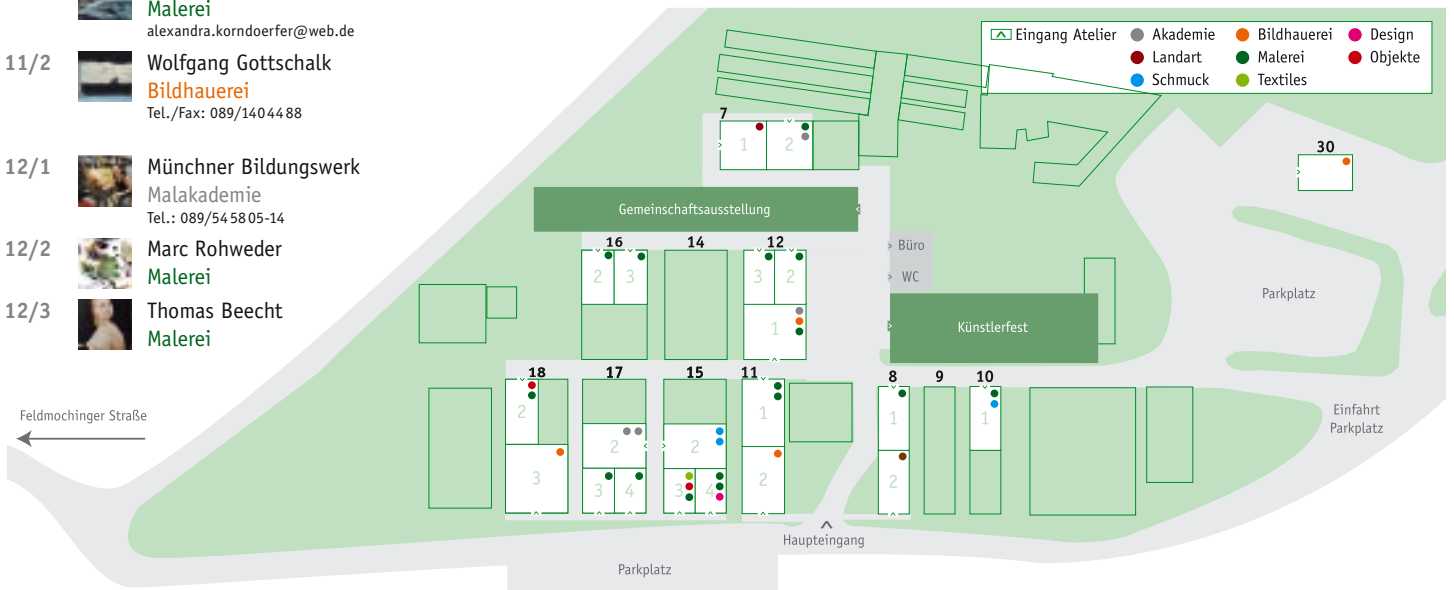 Malerei
alexandra.korndoerfer@web.de
11/2
Wolfgang Gottschalk
Bildhauerei
Tel./Fax: 089/1404488
12/1
Münchner Bildungswerk
Malakademie
Tel.: 089/545805-14
12/2
Marc Rohweder
Malerei
12/3
Thomas Beecht
Malerei
Feldmochinger Straße
Eingang Atelier
Akademie
Bildhauerei
Design
Landart
Malerei
Objekte
Schmuck
Textiles
7
1
2
30
Gemeinschaftsausstellung
16
14
12
2
3
3
2
1
Büro
WC
Parkplatz
Künstlerfest
18
17
15
11
8
9
10
2
3
2
3
4
2
3
4
1
2
1
2
1
Einfahrt
Parkplatz
Haupteingang
Parkplatz